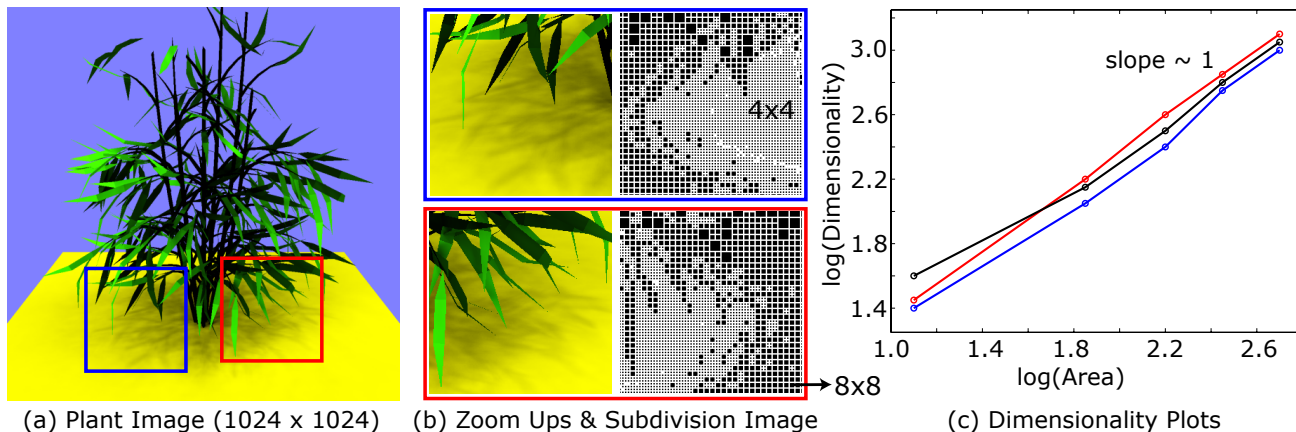 4x4
8x8
(a) Plant Image (1024 x 1024)
(b) Zoom Ups & Subdivision Image
slope ~ 1
log(Dimensionality)
3.0
2.6
2.2
1.8
1.4
1.0 1.4 1.8 2.2 2.6
log(Area)
(c) Dimensionality Plots